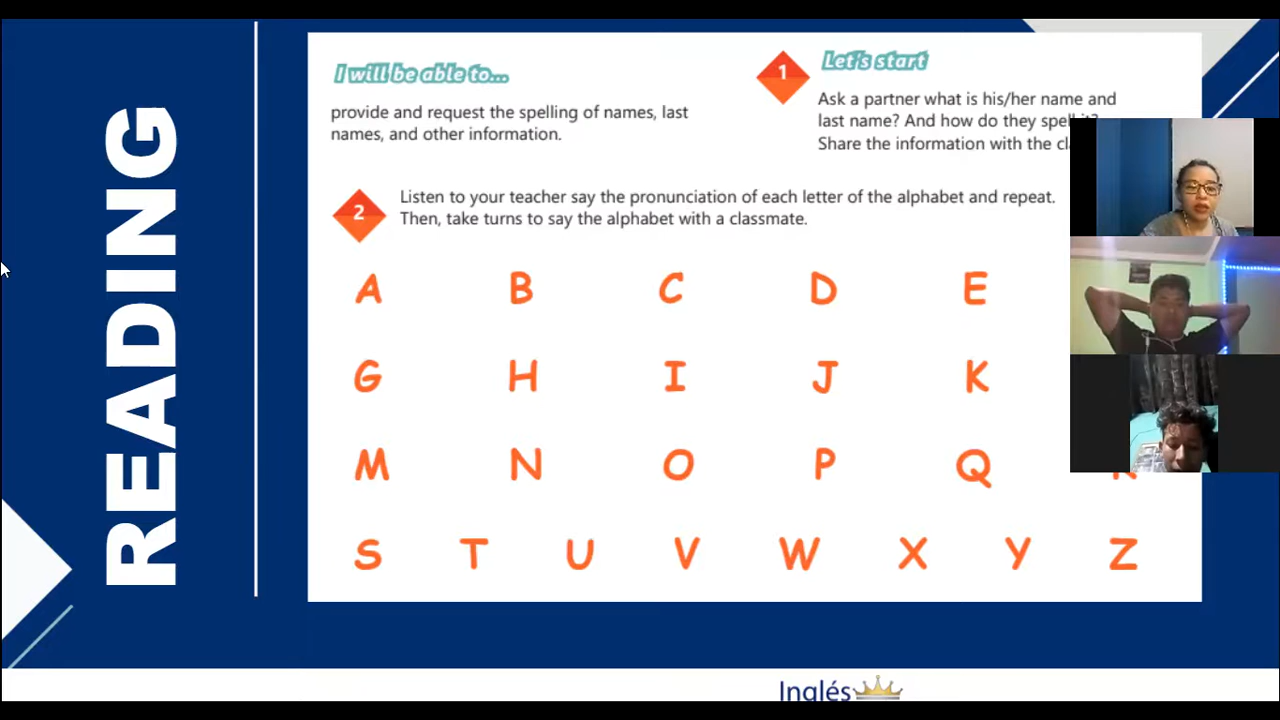 READING
I will be able to...
provide and request the spelling of names, last
names, and other information.
1
Let's start
Ask a partner what is his/her name and
last name? And how do they spell it?
Share the information with the
2
Listen to your teacher say the pronunciation of each letter of the alphabet and repeat.
Then, take turns to say the alphabet with a classmate.
A B C D E
G H I J K
M N O P Q
S T U V W X Y Z
Inglés